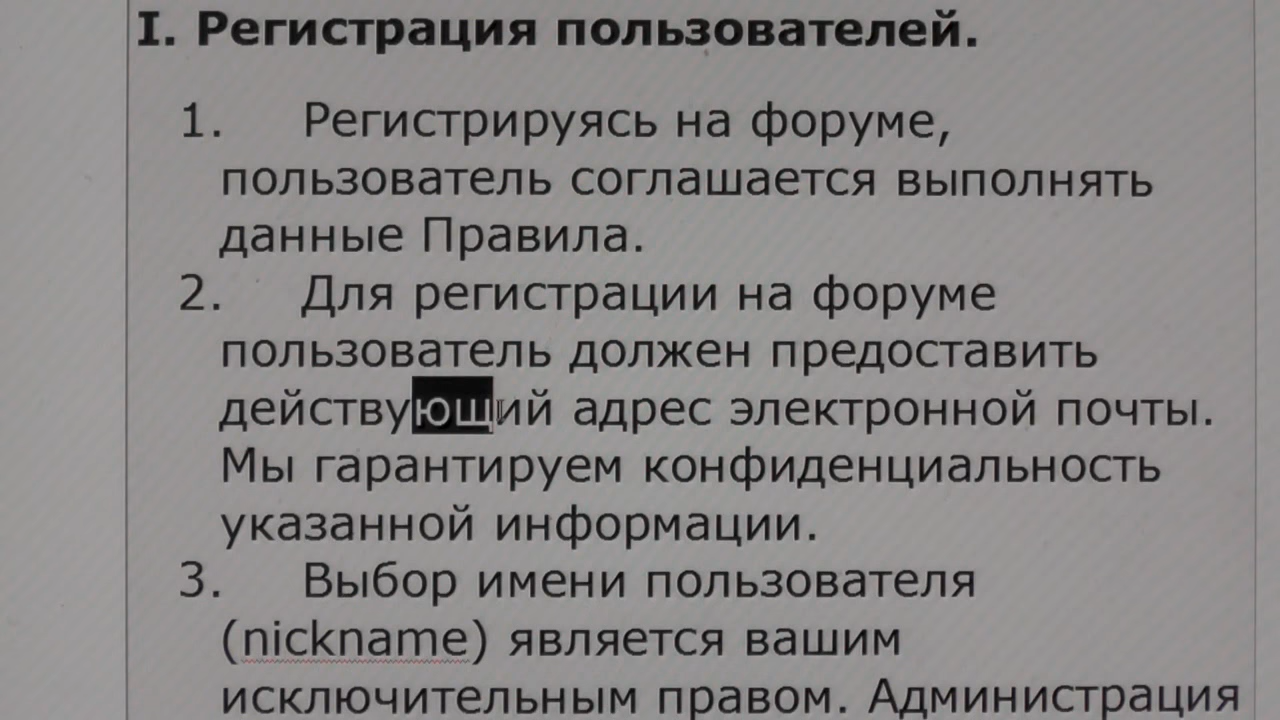 I. Регистрация пользователей.
1. Регистрируясь на форуме,
пользователь соглашается выполнять
данные Правила.
2. Для регистрации на форуме
пользователь должен предоставить
действующий адрес электронной почты.
Мы гарантируем конфиденциальность
указанной информации.
3. Выбор имени пользователя
(nickname) является вашим
исключительным правом. Администрация